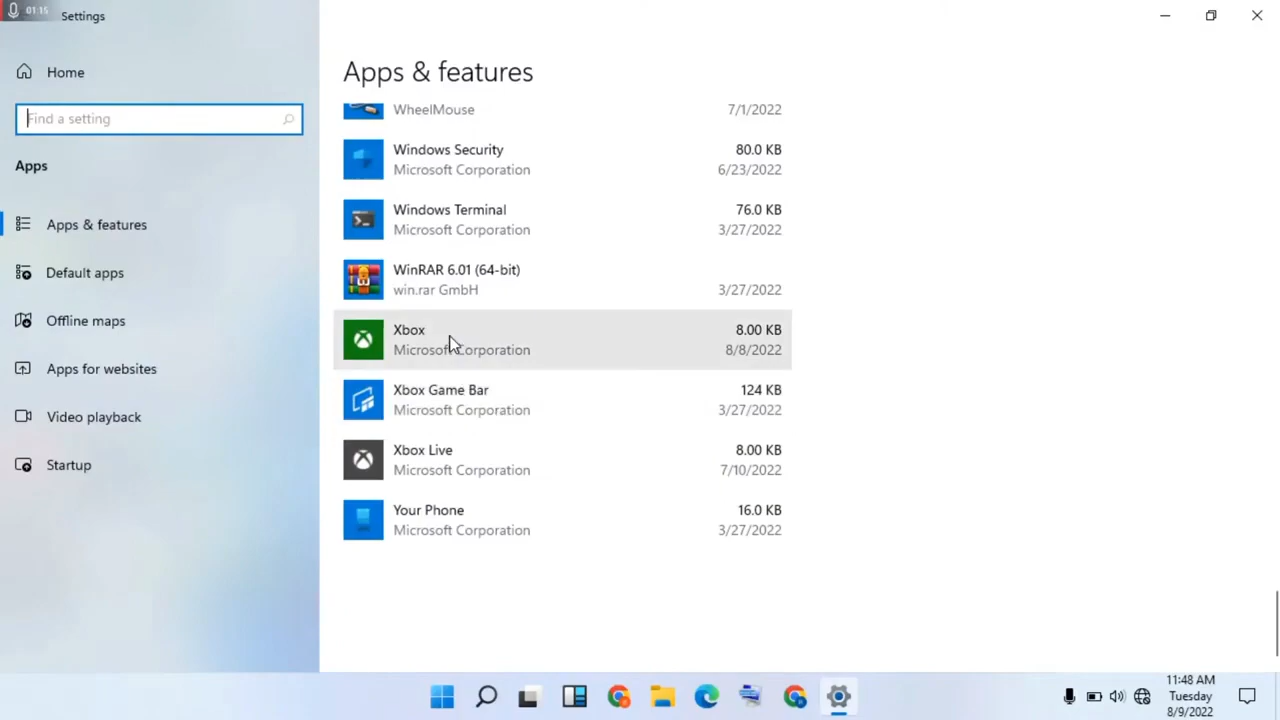 01:15
Settings
Home
Find a setting
Apps
Apps & features
Default apps
Offline maps
Apps for websites
Video playback
Startup
Apps & features
WheelMouse 7/1/2022
Windows Security 80.0 KB
Microsoft Corporation 6/23/2022
Windows Terminal 76.0 KB
Microsoft Corporation 3/27/2022
WinRAR 6.01 (64-bit)
win.rar GmbH 3/27/2022
Xbox 8.00 KB
Microsoft Corporation 8/8/2022
Xbox Game Bar 124 KB
Microsoft Corporation 3/27/2022
Xbox Live 8.00 KB
Microsoft Corporation 7/10/2022
Your Phone 16.0 KB
Microsoft Corporation 3/27/2022
11:48 AM
Tuesday
8/9/2022